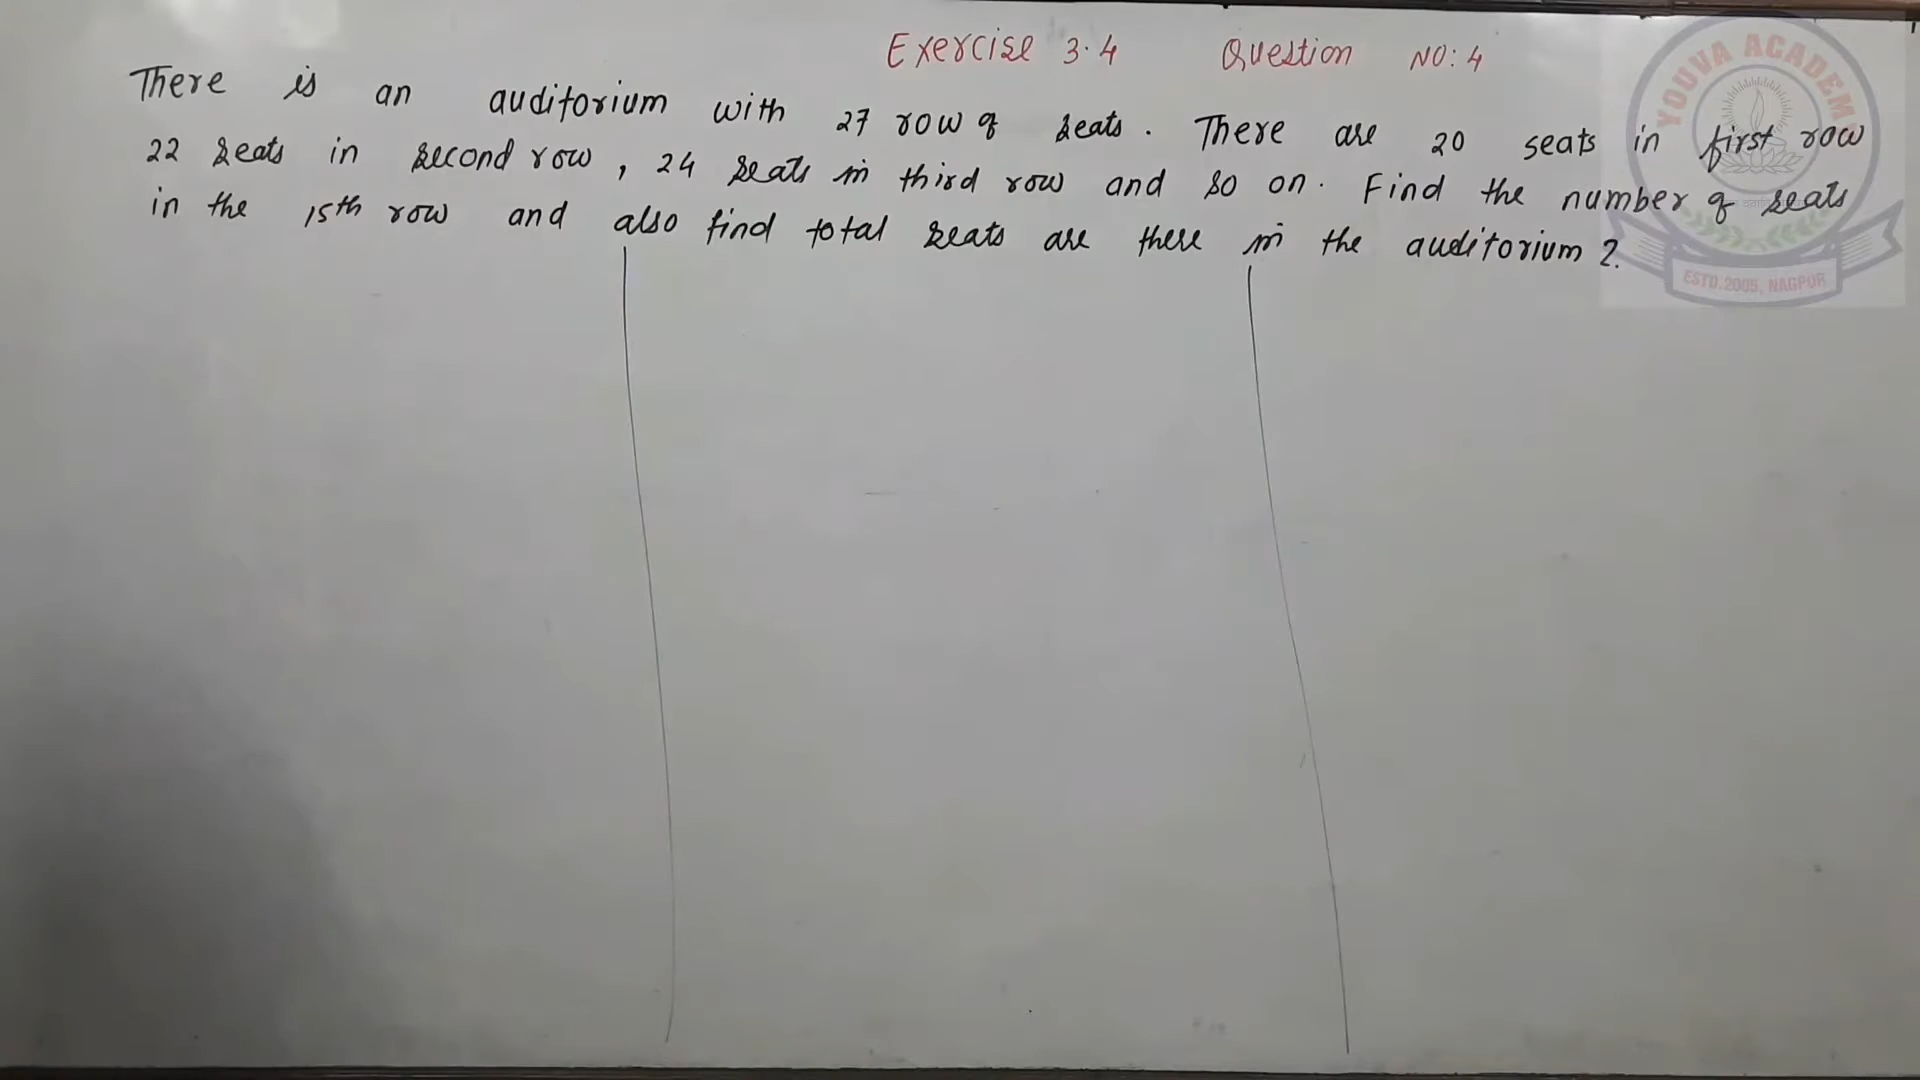 Exercise 3.4 Question NO: 4
There is an auditorium with 27 row of seats. There are 20 seats in first row
22 seats in second row, 24 seats in third row and so on. Find the number of seats
in the 15th row and also find total seats are there in the auditorium ?.
YOUVA ACADEMY
ESTD. 2005, NAGPUR